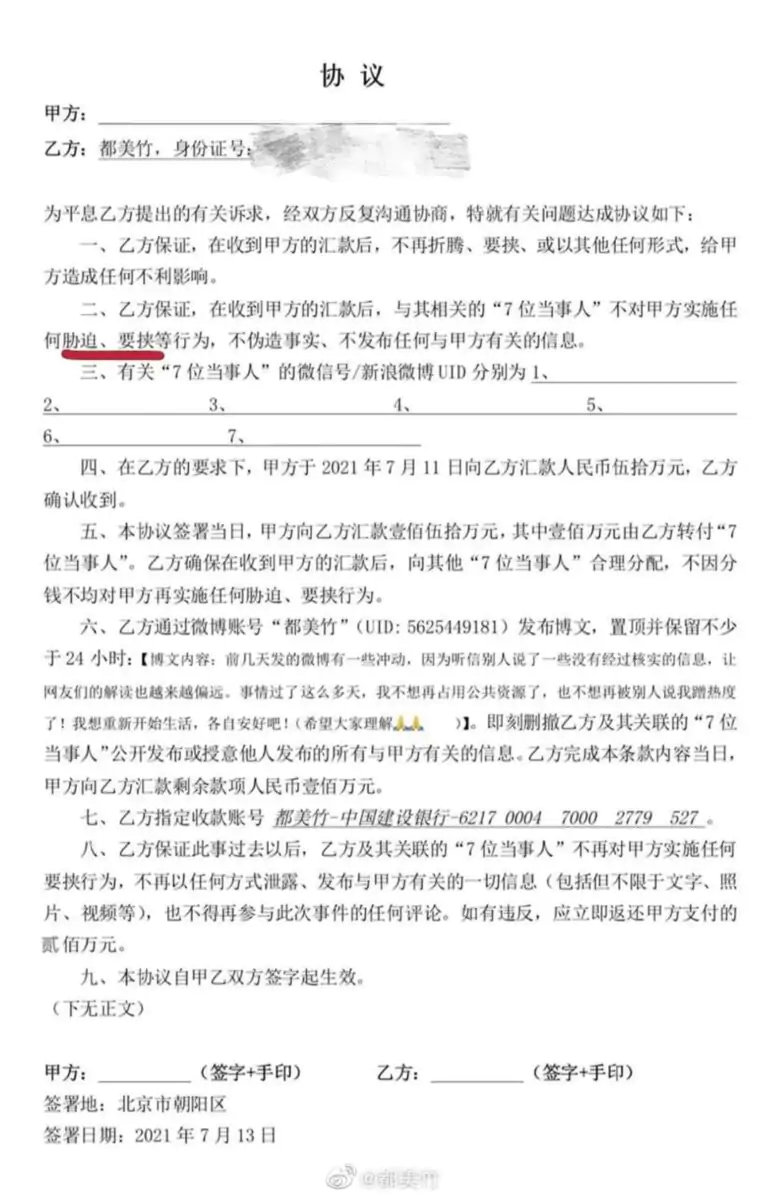 协 议
甲方：
乙方：都美竹，身份证号：
为平息乙方提出的有关诉求，经双方反复沟通协商，特就有关问题达成协议如下：
一、乙方保证，在收到甲方的汇款后，不再折腾、要挟、或以其他任何形式，给甲
方造成任何不利影响。
二、乙方保证，在收到甲方的汇款后，与其相关的“7位当事人”不对甲方实施任
何胁迫、要挟等行为，不伪造事实、不发布任何与甲方有关的信息。
三、有关“7位当事人”的微信号/新浪微博UID分别为1、
2、 3、 4、 5、
6、 7、
四、在乙方的要求下，甲方于2021年7月11日向乙方汇款人民币伍拾万元，乙方
确认收到。
五、本协议签署当日，甲方向乙方汇款壹佰伍拾万元，其中壹佰万元由乙方转付“7
位当事人”。乙方确保在收到甲方的汇款后，向其他“7位当事人”合理分配，不因分
钱不均对甲方再实施任何胁迫、要挟行为。
六、乙方通过微博账号“都美竹”(UID: 5625449181) 发布博文，置顶并保留不少
于24小时：【博文内容：前几天发的微博有一些冲动，因为听信别人说了一些没有经过核实的信息，让
网友们的解读也越来越偏远。事情过了这么多天，我不想再占用公共资源了，也不想再被别人说我蹭热度
了！我想重新开始生活，各自安好吧！(希望大家理解🙏🙏 )】。即刻删撤乙方及其关联的“7位
当事人”公开发布或授意他人发布的所有与甲方有关的信息。乙方完成本条款内容当日，
甲方向乙方汇款剩余款项人民币壹佰万元。
七、乙方指定收款账号 都美竹-中国建设银行-6217 0004 7000 2779 527 。
八、乙方保证此事过去以后，乙方及其关联的“7位当事人”不再对甲方实施任何
要挟行为，不再以任何方式泄露、发布与甲方有关的一切信息（包括但不限于文字、照
片、视频等），也不得再参与此次事件的任何评论。如有违反，应立即返还甲方支付的
贰佰万元。
九、本协议自甲乙双方签字起生效。
（下无正文）
甲方： （签字+手印） 乙方： （签字+手印）
签署地：北京市朝阳区
签署日期：2021年7月13日
@都美竹